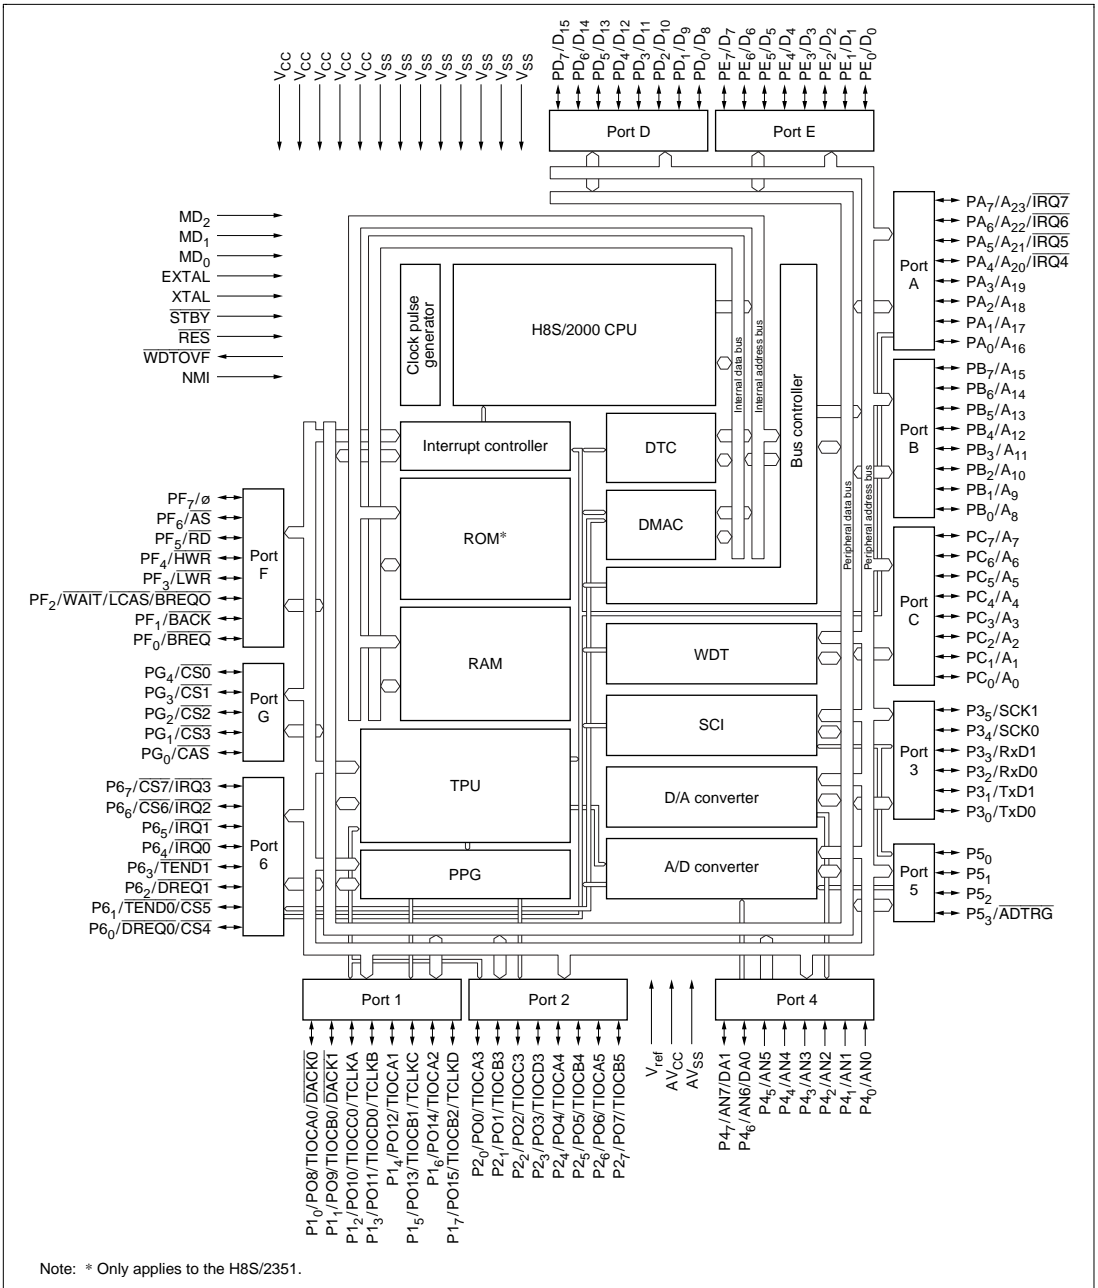 VCC
VCC
VCC
VCC
VCC
VSS
VSS
VSS
VSS
VSS
VSS
VSS
VSS
PD7/D15
PD6/D14
PD5/D13
PD4/D12
PD3/D11
PD2/D10
PD1/D9
PD0/D8
PE7/D7
PE6/D6
PE5/D5
PE4/D4
PE3/D3
PE2/D2
PE1/D1
PE0/D0
Port D
Port E
MD2
MD1
MD0
EXTAL
XTAL
STBY
RES
WDTOVF
NMI
Clock pulse
generator
H8S/2000 CPU
Internal data bus
Internal address bus
Bus controller
Interrupt controller
DTC
DMAC
ROM*
RAM
WDT
SCI
TPU
D/A converter
PPG
A/D converter
Peripheral data bus
Peripheral address bus
Port
A
PA7/A23/IRQ7
PA6/A22/IRQ6
PA5/A21/IRQ5
PA4/A20/IRQ4
PA3/A19
PA2/A18
PA1/A17
PA0/A16
Port
B
PB7/A15
PB6/A14
PB5/A13
PB4/A12
PB3/A11
PB2/A10
PB1/A9
PB0/A8
Port
C
PC7/A7
PC6/A6
PC5/A5
PC4/A4
PC3/A3
PC2/A2
PC1/A1
PC0/A0
Port
3
P35/SCK1
P34/SCK0
P33/RxD1
P32/RxD0
P31/TxD1
P30/TxD0
Port
5
P50
P51
P52
P53/ADTRG
PF7/ø
PF6/AS
PF5/RD
PF4/HWR
PF3/LWR
PF2/WAIT/LCAS/BREQO
PF1/BACK
PF0/BREQ
Port
F
PG4/CS0
PG3/CS1
PG2/CS2
PG1/CS3
PG0/CAS
Port
G
P67/CS7/IRQ3
P66/CS6/IRQ2
P65/IRQ1
P64/IRQ0
P63/TEND1
P62/DREQ1
P61/TEND0/CS5
P60/DREQ0/CS4
Port
6
Port 1
Port 2
Port 4
P10/PO8/TIOCA0/DACK0
P11/PO9/TIOCB0/DACK1
P12/PO10/TIOCC0/TCLKA
P13/PO11/TIOCD0/TCLKB
P14/PO12/TIOCA1
P15/PO13/TIOCB1/TCLKC
P16/PO14/TIOCA2
P17/PO15/TIOCB2/TCLKD
P20/PO0/TIOCA3
P21/PO1/TIOCB3
P22/PO2/TIOCC3
P23/PO3/TIOCD3
P24/PO4/TIOCA4
P25/PO5/TIOCB4
P26/PO6/TIOCA5
P27/PO7/TIOCB5
Vref
AVCC
AVSS
P47/AN7/DA1
P46/AN6/DA0
P45/AN5
P44/AN4
P43/AN3
P42/AN2
P41/AN1
P40/AN0
Note: * Only applies to the H8S/2351.